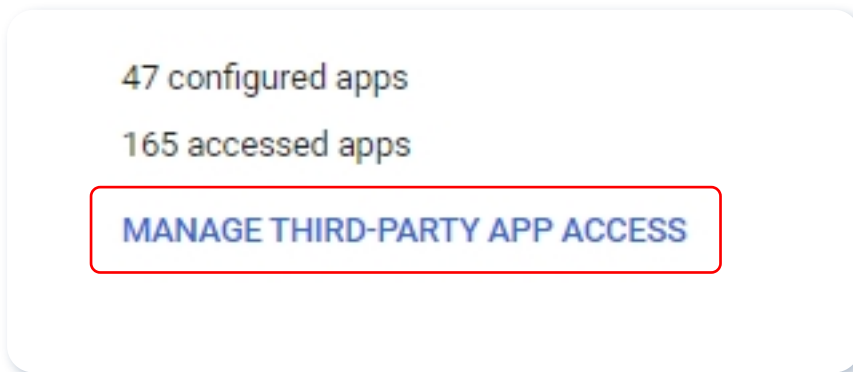 47 configured apps
165 accessed apps
MANAGE THIRD-PARTY APP ACCESS